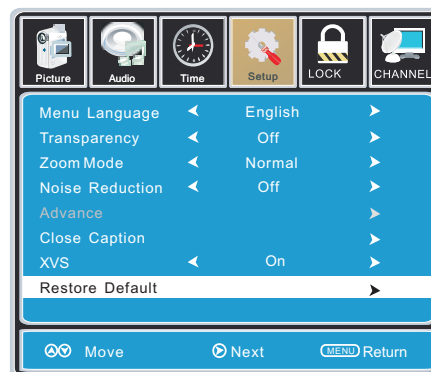 Picture Audio Time Setup LOCK CHANNEL
Menu Language English
Transparency Off
Zoom Mode Normal
Noise Reduction Off
Advance
Close Caption
XVS On
Restore Default
Move Next MENU Return